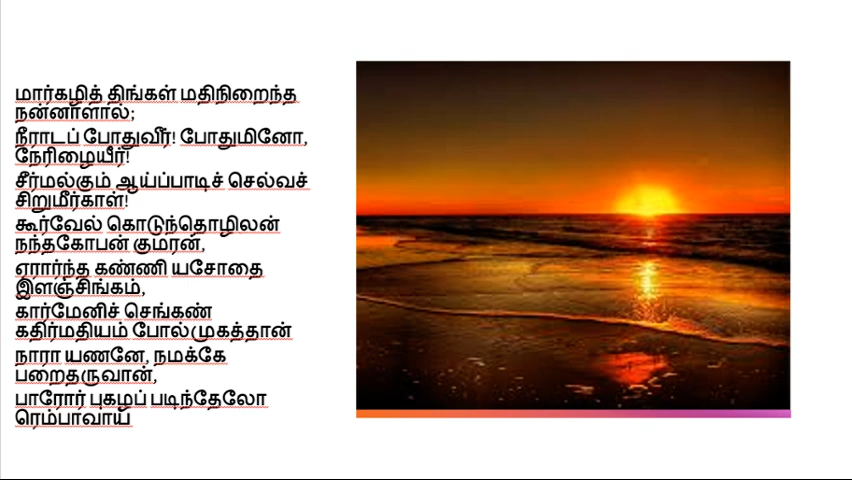 மார்கழித் திங்கள் மதிநிறைந்த
நன்னாளால்;
நீராடப் போதுவீர்! போதுமினோ,
நேரிழையீர்!
சீர்மல்கும் ஆய்ப்பாடிச் செல்வச்
சிறுமீர்காள்!
கூர்வேல் கொடுந்தொழிலன்
நந்தகோபன் குமரன்,
ஏரார்ந்த கண்ணி யசோதை
இளஞ்சிங்கம்,
கார்மேனிச் செங்கண்
கதிர்மதியம் போல்முகத்தான்
நாரா யணனே, நமக்கே
பறைதருவான்,
பாரோர் புகழப் படிந்தேலோ
ரெம்பாவாய்